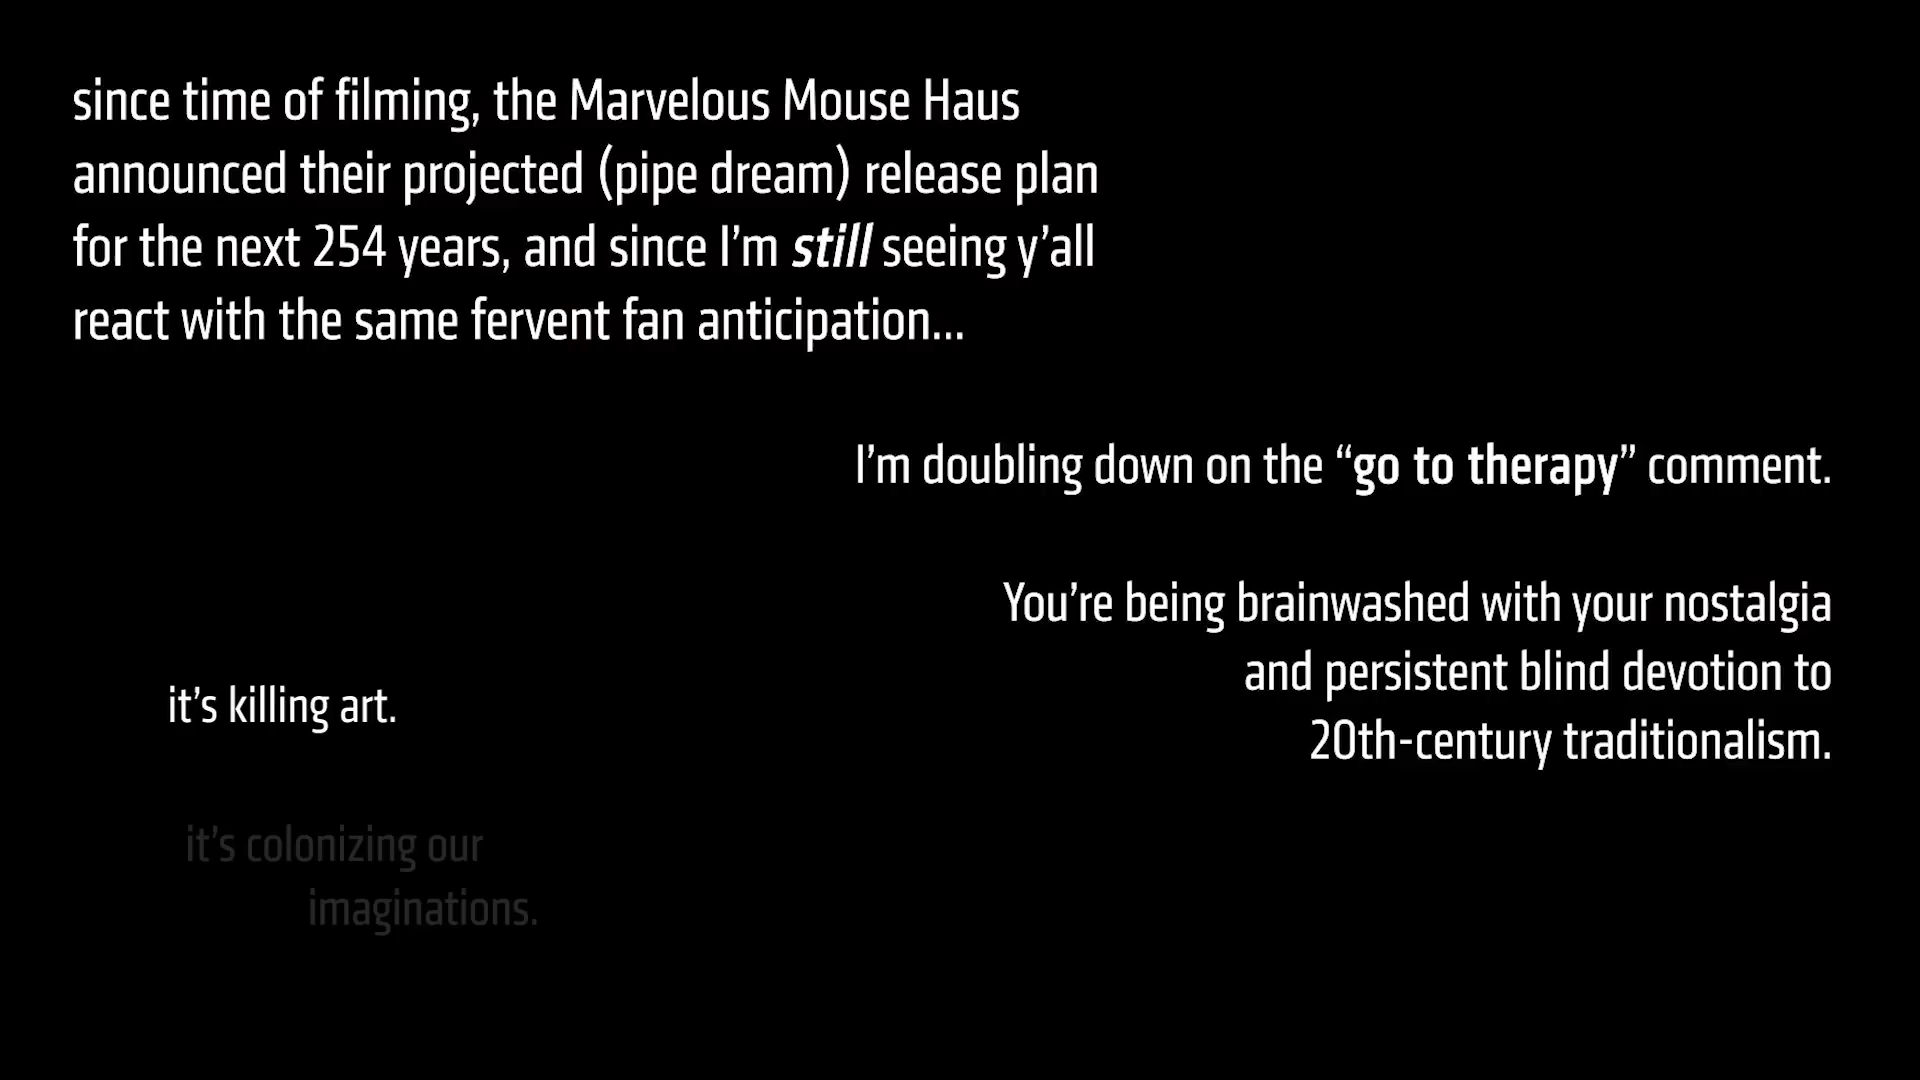 since time of filming, the Marvelous Mouse Haus
announced their projected (pipe dream) release plan
for the next 254 years, and since I’m still seeing y’all
react with the same fervent fan anticipation...
I’m doubling down on the “go to therapy” comment.
You’re being brainwashed with your nostalgia
and persistent blind devotion to
20th-century traditionalism.
it’s killing art.
it’s colonizing our
imaginations.